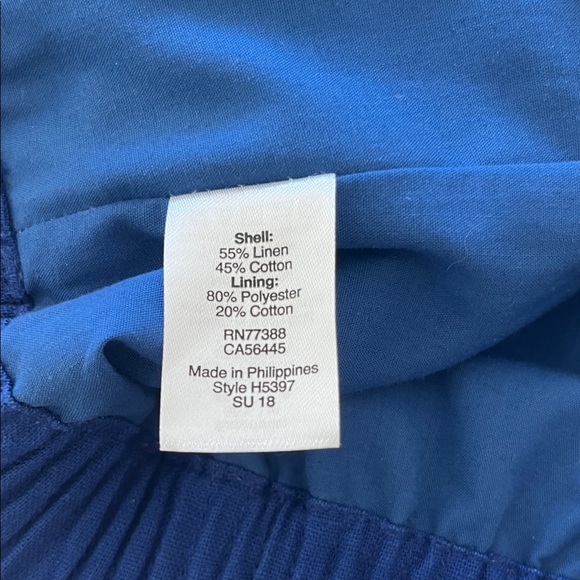 Shell:
55% Linen
45% Cotton
Lining:
80% Polyester
20% Cotton
RN77388
CA56445
Made in Philippines
Style H5397
SU 18